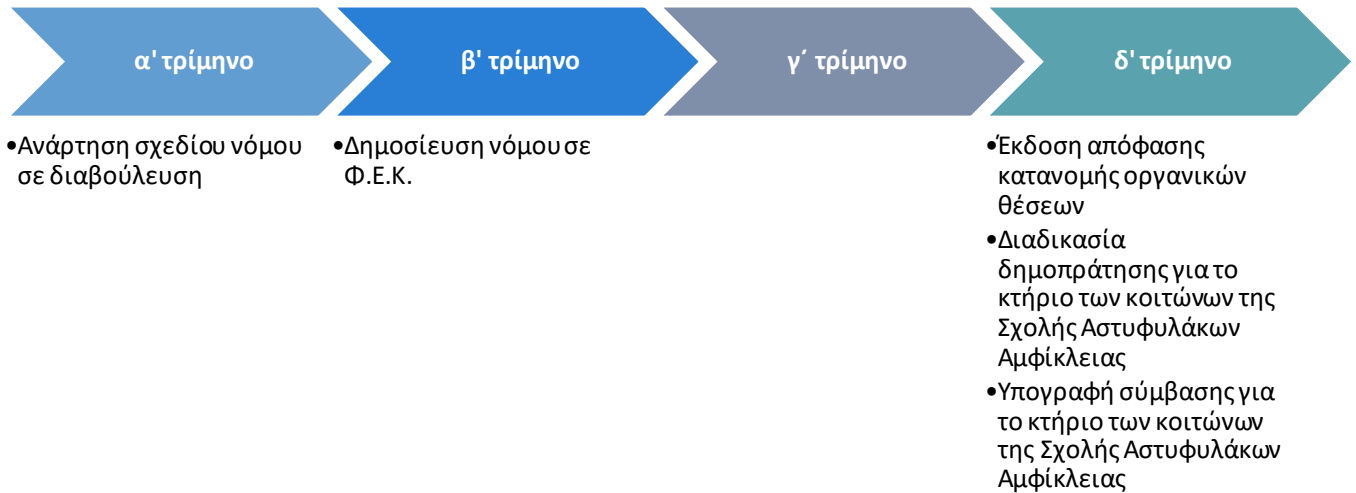 α' τρίμηνο
β' τρίμηνο
γ΄ τρίμηνο
δ' τρίμηνο
•Ανάρτηση σχεδίου νόμου
σε διαβούλευση
•Δημοσίευση νόμου σε
Φ.Ε.Κ.
•Έκδοση απόφασης
κατανομής οργανικών
θέσεων
•Διαδικασία
δημοπράτησης για το
κτήριο των κοιτώνων της
Σχολής Αστυφυλάκων
Αμφίκλειας
•Υπογραφή σύμβασης για
το κτήριο των κοιτώνων
της Σχολής Αστυφυλάκων
Αμφίκλειας